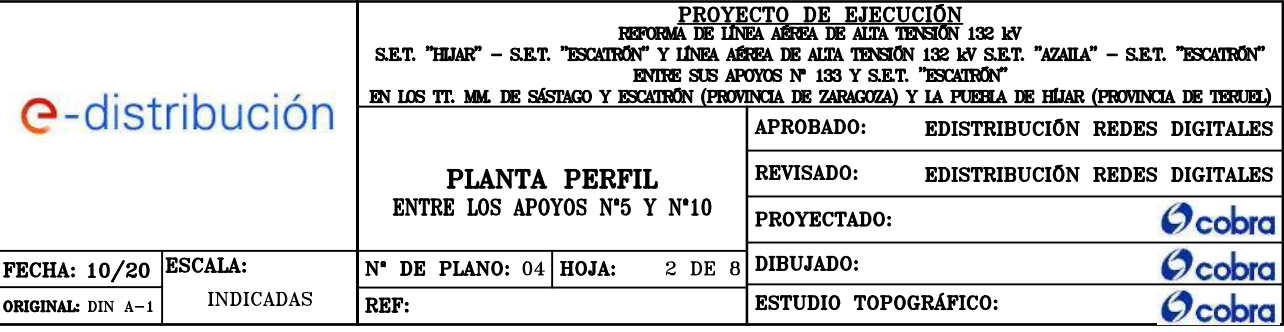 PROYECTO DE EJECUCIÓN
REFORMA DE LÍNEA AÉREA DE ALTA TENSIÓN 132 kV
S.E.T. "HIJAR" - S.E.T. "ESCATRÓN" Y LÍNEA AÉREA DE ALTA TENSIÓN 132 kV S.E.T. "AZAILA" - S.E.T. "ESCATRÓN"
ENTRE SUS APOYOS Nº 133 Y S.E.T. "ESCATRÓN"
EN LOS TT. MM. DE SÁSTAGO Y ESCATRÓN (PROVINCIA DE ZARAGOZA) Y LA PUEBLA DE HÍJAR (PROVINCIA DE TERUEL)
e-distribución
PLANTA PERFIL
ENTRE LOS APOYOS Nº5 Y Nº10
APROBADO: EDISTRIBUCIÓN REDES DIGITALES
REVISADO: EDISTRIBUCIÓN REDES DIGITALES
PROYECTADO: cobra
FECHA: 10/20
ESCALA:
INDICADAS
Nº DE PLANO: 04
HOJA: 2 DE 8
DIBUJADO: cobra
ORIGINAL: DIN A-1
REF:
ESTUDIO TOPOGRÁFICO: cobra